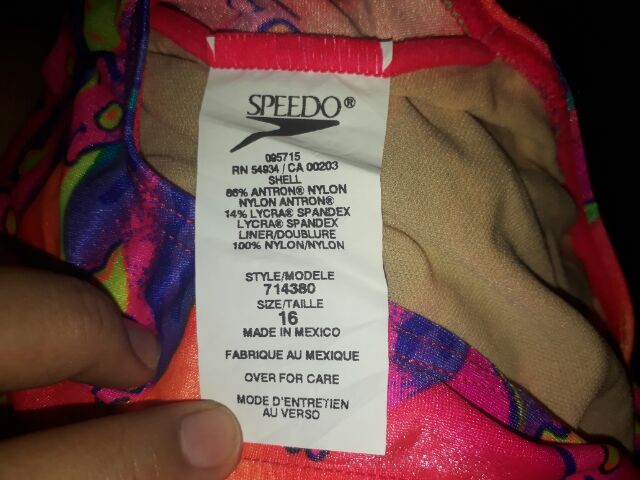 SPEEDO®
095715
RN 54934 / CA 00203
SHELL
86% ANTRON® NYLON
NYLON ANTRON®
14% LYCRA® SPANDEX
LYCRA® SPANDEX
LINER/DOUBLURE
100% NYLON/NYLON
STYLE/MODELE
714380
SIZE/TAILLE
16
MADE IN MEXICO
FABRIQUE AU MEXIQUE
OVER FOR CARE
MODE D'ENTRETIEN
AU VERSO